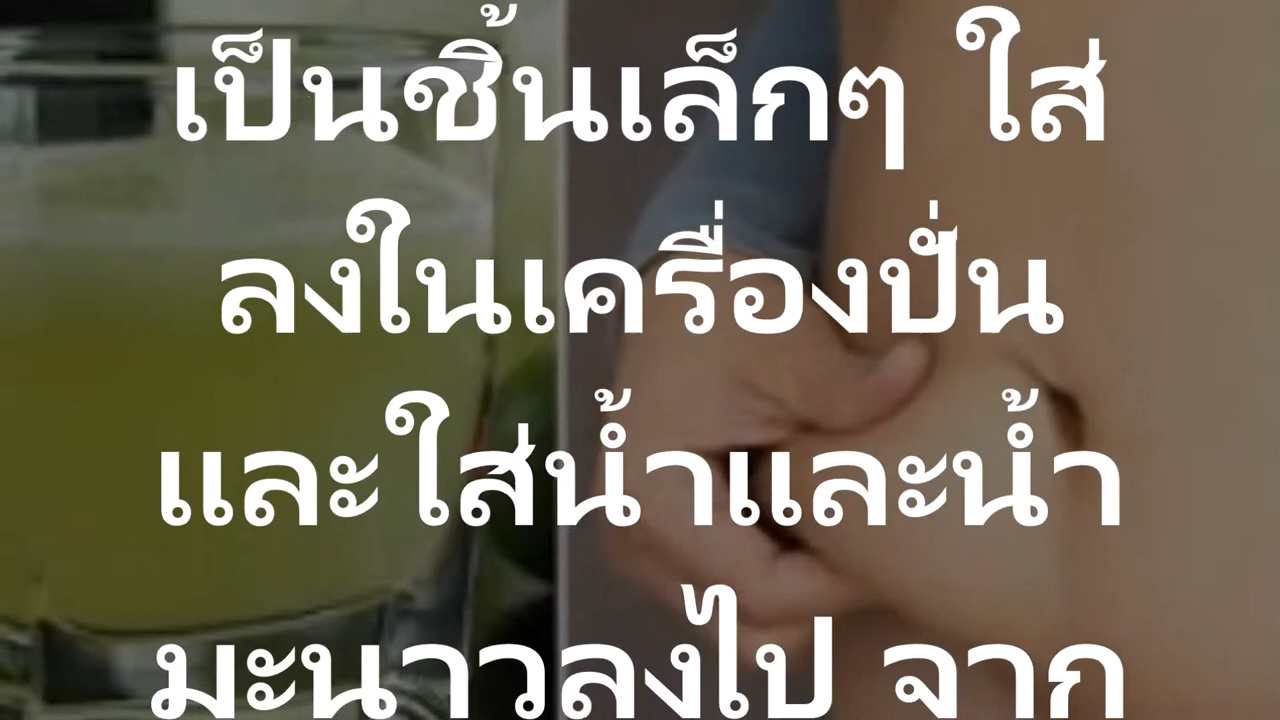 เป็นชิ้นเล็กๆ ใส่
ลงในเครื่องปั่น
และใส่น้ำและน้ำ
มะนาวลงไป จาก